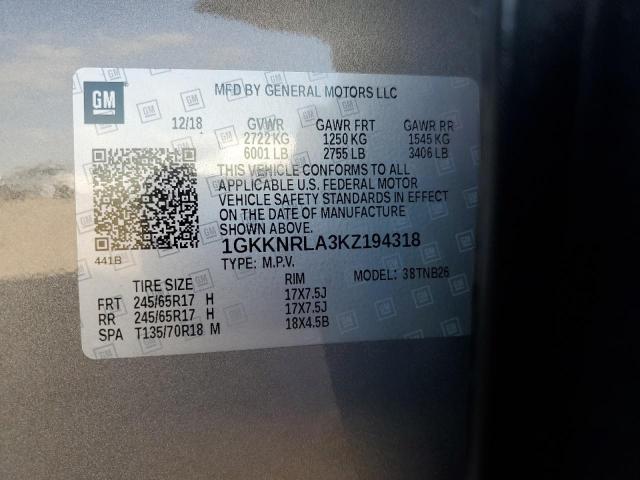 GM
MFD BY GENERAL MOTORS LLC
12/18 GVWR GAWR FRT GAWR RR
2722 KG 1250 KG 1545 KG
6001 LB 2755 LB 3406 LB
THIS VEHICLE CONFORMS TO ALL
APPLICABLE U.S. FEDERAL MOTOR
VEHICLE SAFETY STANDARDS IN EFFECT
ON THE DATE OF MANUFACTURE
SHOWN ABOVE.
441B 1GKKNRLA3KZ194318
TYPE: M.P.V. MODEL: 38TNB26
TIRE SIZE RIM
FRT 245/65R17 H 17X7.5J
RR 245/65R17 H 17X7.5J
SPA T135/70R18 M 18X4.5B